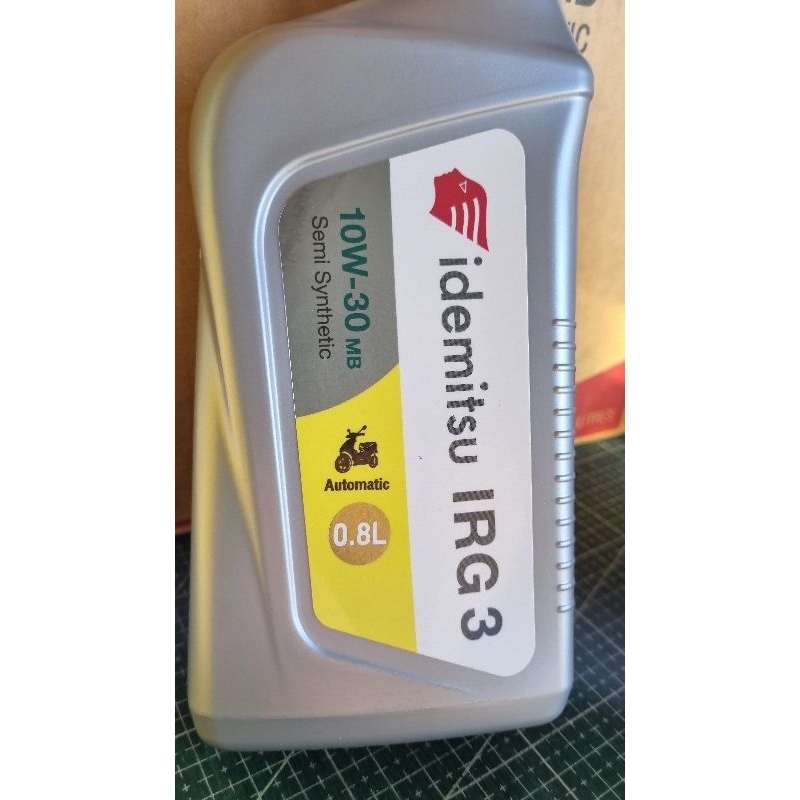 idemitsu IRG 3
10W-30 MB
Semi Synthetic
Automatic
0.8L